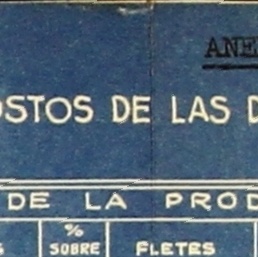 ANE
OSTOS DE LAS D
DE LA PROD
%
SOBRE FLETES